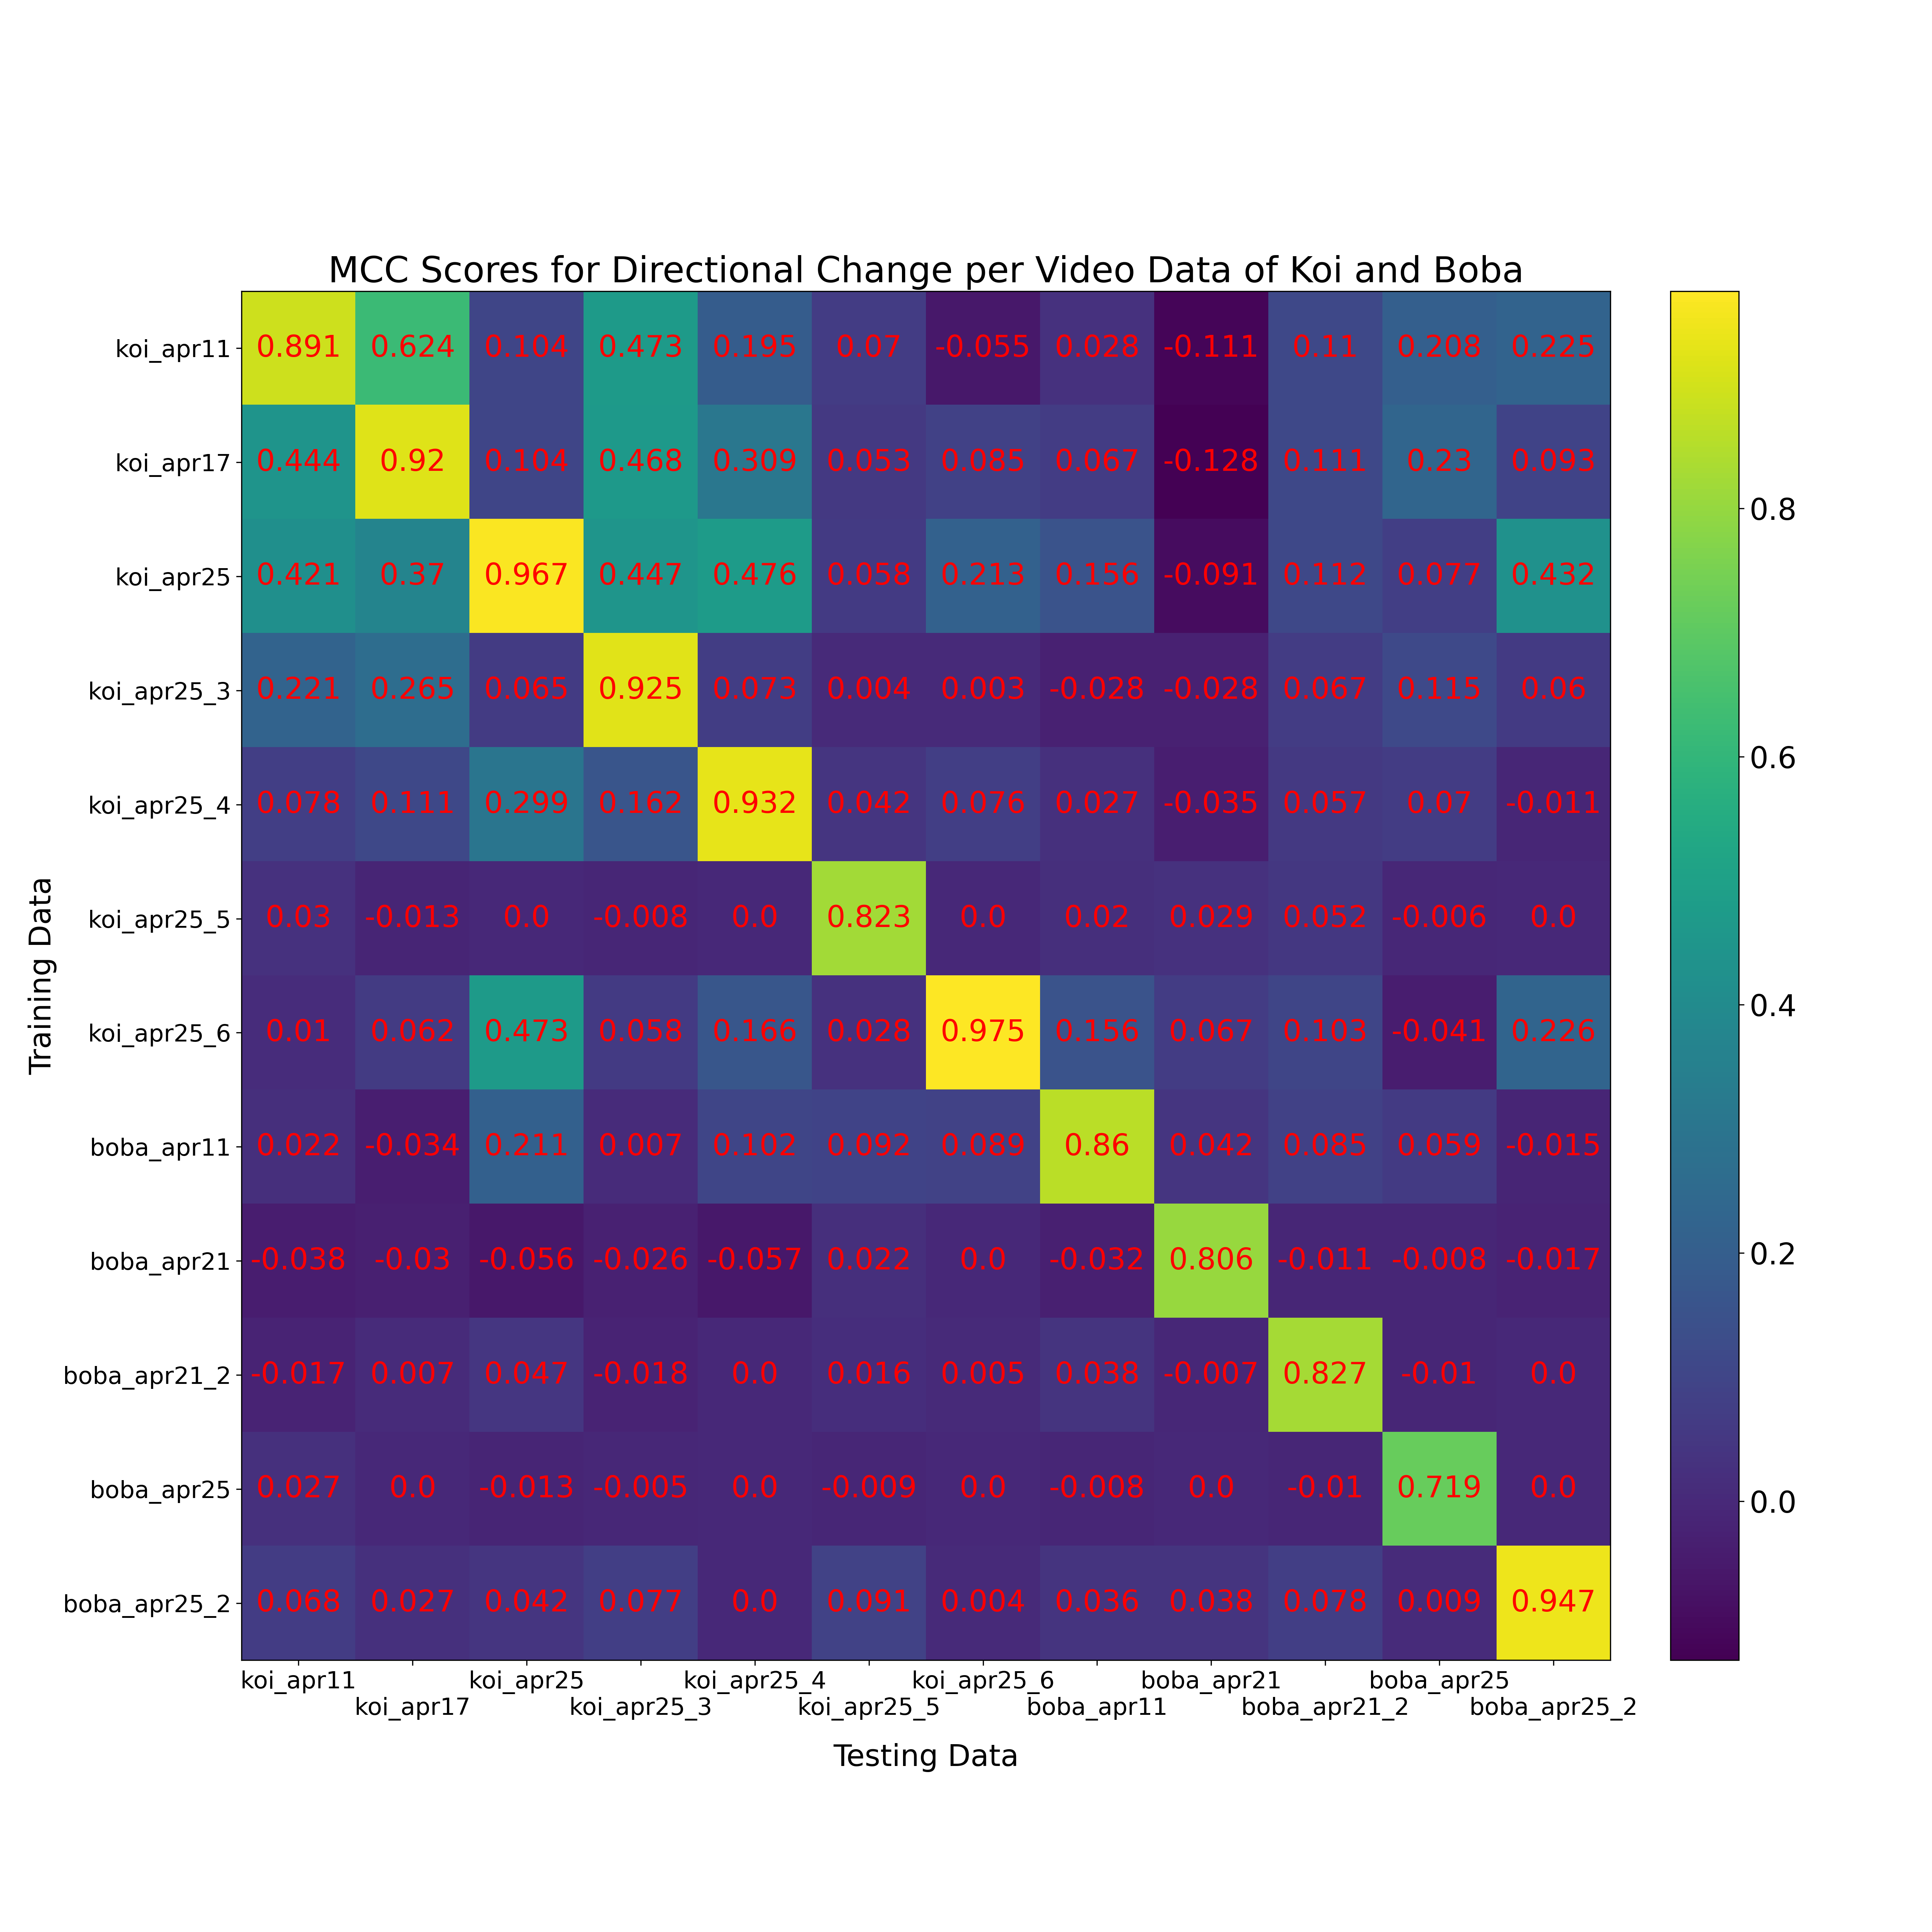 MCC Scores for Directional Change per Video Data of Koi and Boba
koi_apr11 0.891 0.624 0.104 0.473 0.195 0.07 -0.055 0.028 -0.111 0.11 0.208 0.225
koi_apr17 0.444 0.92 0.104 0.468 0.309 0.053 0.085 0.067 -0.128 0.111 0.23 0.093
0.8
koi_apr25 0.421 0.37 0.967 0.447 0.476 0.058 0.213 0.156 -0.091 0.112 0.077 0.432
koi_apr25_3 0.221 0.265 0.065 0.925 0.073 0.004 0.003 -0.028 -0.028 0.067 0.115 0.06
0.6
koi_apr25_4 0.078 0.111 0.299 0.162 0.932 0.042 0.076 0.027 -0.035 0.057 0.07 -0.011
koi_apr25_5 0.03 -0.013 0.0 -0.008 0.0 0.823 0.0 0.02 0.029 0.052 -0.006 0.0
Training Data
0.4
koi_apr25_6 0.01 0.062 0.473 0.058 0.166 0.028 0.975 0.156 0.067 0.103 -0.041 0.226
boba_apr11 0.022 -0.034 0.211 0.007 0.102 0.092 0.089 0.86 0.042 0.085 0.059 -0.015
0.2
boba_apr21 -0.038 -0.03 -0.056 -0.026 -0.057 0.022 0.0 -0.032 0.806 -0.011 -0.008 -0.017
boba_apr21_2 -0.017 0.007 0.047 -0.018 0.0 0.016 0.005 0.038 -0.007 0.827 -0.01 0.0
boba_apr25 0.027 0.0 -0.013 -0.005 0.0 -0.009 0.0 -0.008 0.0 -0.01 0.719 0.0
0.0
boba_apr25_2 0.068 0.027 0.042 0.077 0.0 0.091 0.004 0.036 0.038 0.078 0.009 0.947
koi_apr11 koi_apr25 koi_apr25_4 koi_apr25_6 boba_apr21 boba_apr25
koi_apr17 koi_apr25_3 koi_apr25_5 boba_apr11 boba_apr21_2 boba_apr25_2
Testing Data